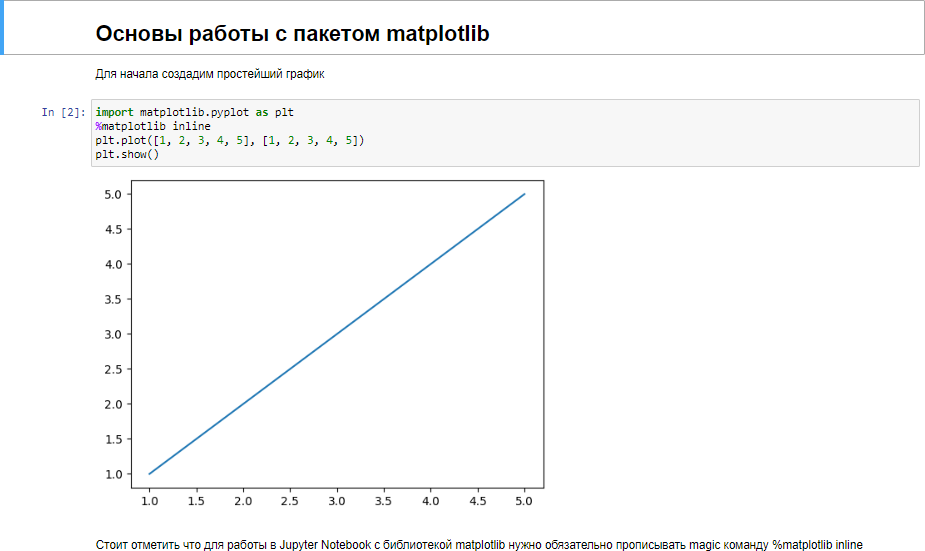 Основы работы с пакетом matplotlib
Для начала создадим простейший график
In [2]: import matplotlib.pyplot as plt
%matplotlib inline
plt.plot([1, 2, 3, 4, 5], [1, 2, 3, 4, 5])
plt.show()
5.0
4.5
4.0
3.5
3.0
2.5
2.0
1.5
1.0
1.0 1.5 2.0 2.5 3.0 3.5 4.0 4.5 5.0
Стоит отметить что для работы в Jupyter Notebook с библиотекой matplotlib нужно обязательно прописывать magic команду %matplotlib inline